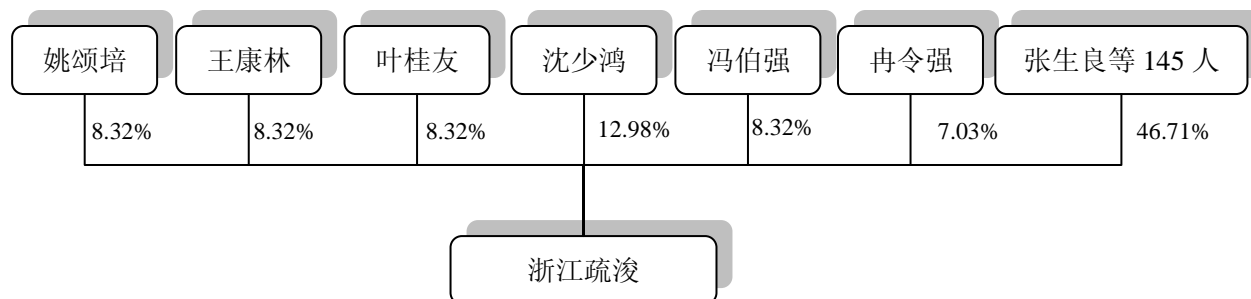 姚颂培 王康林 叶桂友 沈少鸿 冯伯强 冉令强 张生良等 145 人
8.32% 8.32% 8.32% 12.98% 8.32% 7.03% 46.71%
浙江疏浚